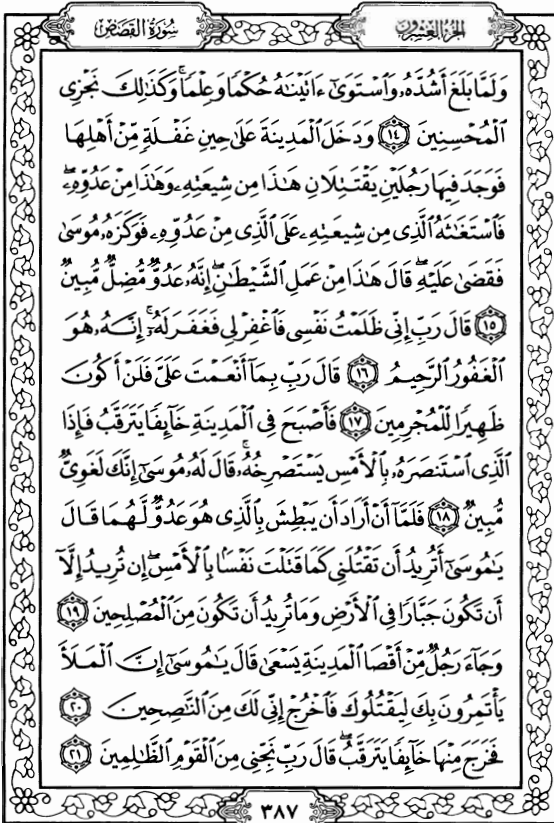 الجزء العشرون
سورة القصص
وَلَمَّا بَلَغَ أَشُدَّهُۥ وَٱسْتَوَىٰٓ ءَاتَيْنَٰهُ حُكْمًا وَعِلْمًا ۚ وَكَذَٰلِكَ نَجْزِى
ٱلْمُحْسِنِينَ ١٤ وَدَخَلَ ٱلْمَدِينَةَ عَلَىٰ حِينِ غَفْلَةٍ مِّنْ أَهْلِهَا
فَوَجَدَ فِيهَا رَجُلَيْنِ يَقْتَتِلَانِ هَٰذَا مِن شِيعَتِهِۦ وَهَٰذَا مِنْ عَدُوِّهِۦ ۖ
فَٱسْتَغَٰثَهُ ٱلَّذِى مِن شِيعَتِهِۦ عَلَى ٱلَّذِى مِنْ عَدُوِّهِۦ فَوَكَزَهُۥ مُوسَىٰ
فَقَضَىٰ عَلَيْهِ ۖ قَالَ هَٰذَا مِنْ عَمَلِ ٱلشَّيْطَٰنِ ۖ إِنَّهُۥ عَدُوٌّ مُّضِلٌّ مُّبِينٌ
١٥ قَالَ رَبِّ إِنِّى ظَلَمْتُ نَفْسِى فَٱغْفِرْ لِى فَغَفَرَ لَهُۥٓ ۚ إِنَّهُۥ هُوَ
ٱلْغَفُورُ ٱلرَّحِيمُ ١٦ قَالَ رَبِّ بِمَآ أَنْعَمْتَ عَلَىَّ فَلَنْ أَكُونَ
ظَهِيرًا لِّلْمُجْرِمِينَ ١٧ فَأَصْبَحَ فِى ٱلْمَدِينَةِ خَآئِفًا يَتَرَقَّبُ فَإِذَا
ٱلَّذِى ٱسْتَنصَرَهُۥ بِٱلْأَمْسِ يَسْتَصْرِخُهُۥ ۚ قَالَ لَهُۥ مُوسَىٰٓ إِنَّكَ لَغَوِىٌّ
مُّبِينٌ ١٨ فَلَمَّآ أَنْ أَرَادَ أَن يَبْطِشَ بِٱلَّذِى هُوَ عَدُوٌّ لَّهُمَا قَالَ
يَٰمُوسَىٰٓ أَتُرِيدُ أَن تَقْتُلَنِى كَمَا قَتَلْتَ نَفْسًۢا بِٱلْأَمْسِ ۖ إِن تُرِيدُ إِلَّآ
أَن تَكُونَ جَبَّارًا فِى ٱلْأَرْضِ وَمَا تُرِيدُ أَن تَكُونَ مِنَ ٱلْمُصْلِحِينَ ١٩
وَجَآءَ رَجُلٌ مِّنْ أَقْصَا ٱلْمَدِينَةِ يَسْعَىٰ قَالَ يَٰمُوسَىٰٓ إِنَّ ٱلْمَلَأَ
يَأْتَمِرُونَ بِكَ لِيَقْتُلُوكَ فَٱخْرُجْ إِنِّى لَكَ مِنَ ٱلنَّٰصِحِينَ ٢٠
فَخَرَجَ مِنْهَا خَآئِفًا يَتَرَقَّبُ ۖ قَالَ رَبِّ نَجِّنِى مِنَ ٱلْقَوْمِ ٱلظَّٰلِمِينَ ٢١
٣٨٧